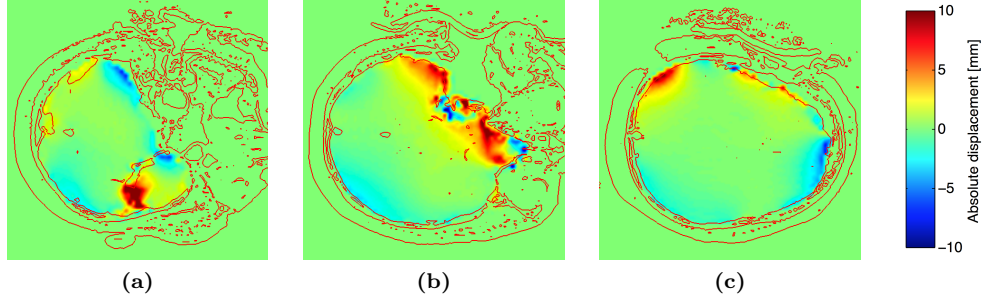 10
5
0
−5
−10
Absolute displacement [mm]
(a)
(b)
(c)